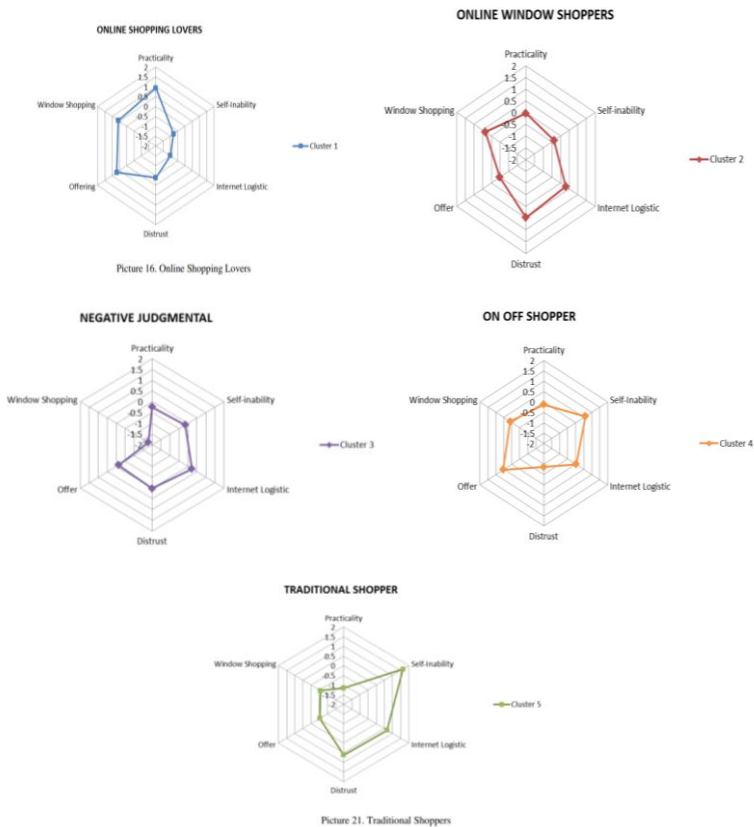 ONLINE SHOPPING LOVERS
Practicality
2
1.5
1
0.5
0
-0.5
-1
-1.5
-2
Window Shopping
Self-Inability
Cluster 1
Offering
Internet Logistic
Distrust
Picture 16. Online Shopping Lovers
ONLINE WINDOW SHOPPERS
Practicality
2
1.5
1
0.5
0
-0.5
-1
-1.5
-2
Window Shopping
Self-inability
Cluster 2
Offer
Internet Logistic
Distrust
NEGATIVE JUDGMENTAL
Practicality
2
1.5
1
0.5
0
-0.5
-1
-1.5
-2
Window Shopping
Self-inability
Cluster 3
Offer
Internet Logistic
Distrust
ON OFF SHOPPER
Practicality
2
1.5
1
0.5
0
-0.5
-1
-1.5
-2
Window Shopping
Self-Inability
Cluster 4
Offer
Internet Logistic
Distrust
TRADITIONAL SHOPPER
Practicality
2
1.5
1
0.5
0
-0.5
-1
-1.5
-2
Window Shopping
Self-Inability
Cluster 5
Offer
Internet Logistic
Distrust
Picture 21. Traditional Shoppers